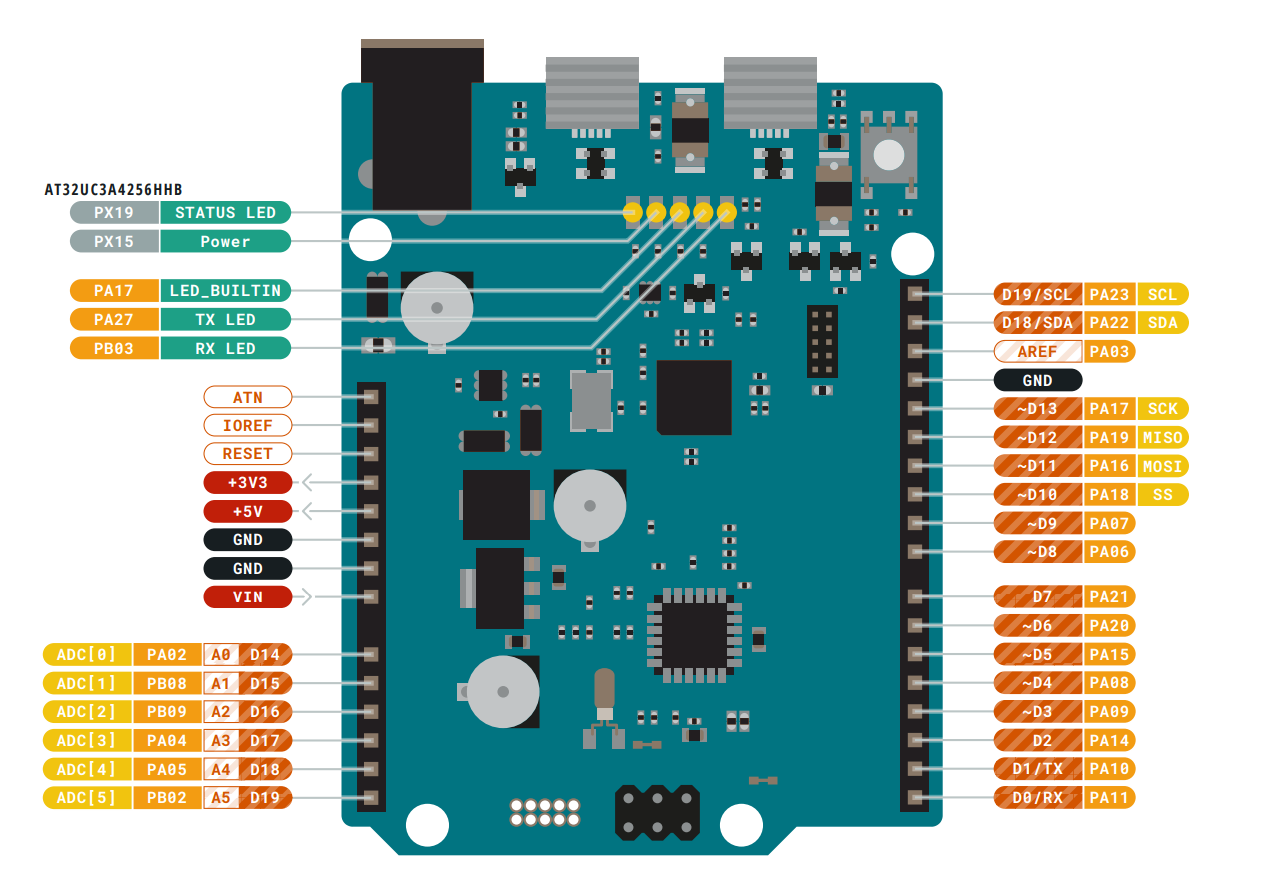 AT32UC3A4256HHB
PX19 STATUS LED
PX15 Power
PA17 LED_BUILTIN
PA27 TX LED
PB03 RX LED
ATN
IOREF
RESET
+3V3
+5V
GND
GND
VIN
ADC[0] PA02 A0 D14
ADC[1] PB08 A1 D15
ADC[2] PB09 A2 D16
ADC[3] PA04 A3 D17
ADC[4] PA05 A4 D18
ADC[5] PB02 A5 D19
D19/SCL PA23 SCL
D18/SDA PA22 SDA
AREF PA03
GND
~D13 PA17 SCK
~D12 PA19 MISO
~D11 PA16 MOSI
~D10 PA18 SS
~D9 PA07
~D8 PA06
D7 PA21
~D6 PA20
~D5 PA15
~D4 PA08
~D3 PA09
D2 PA14
D1/TX PA10
D0/RX PA11